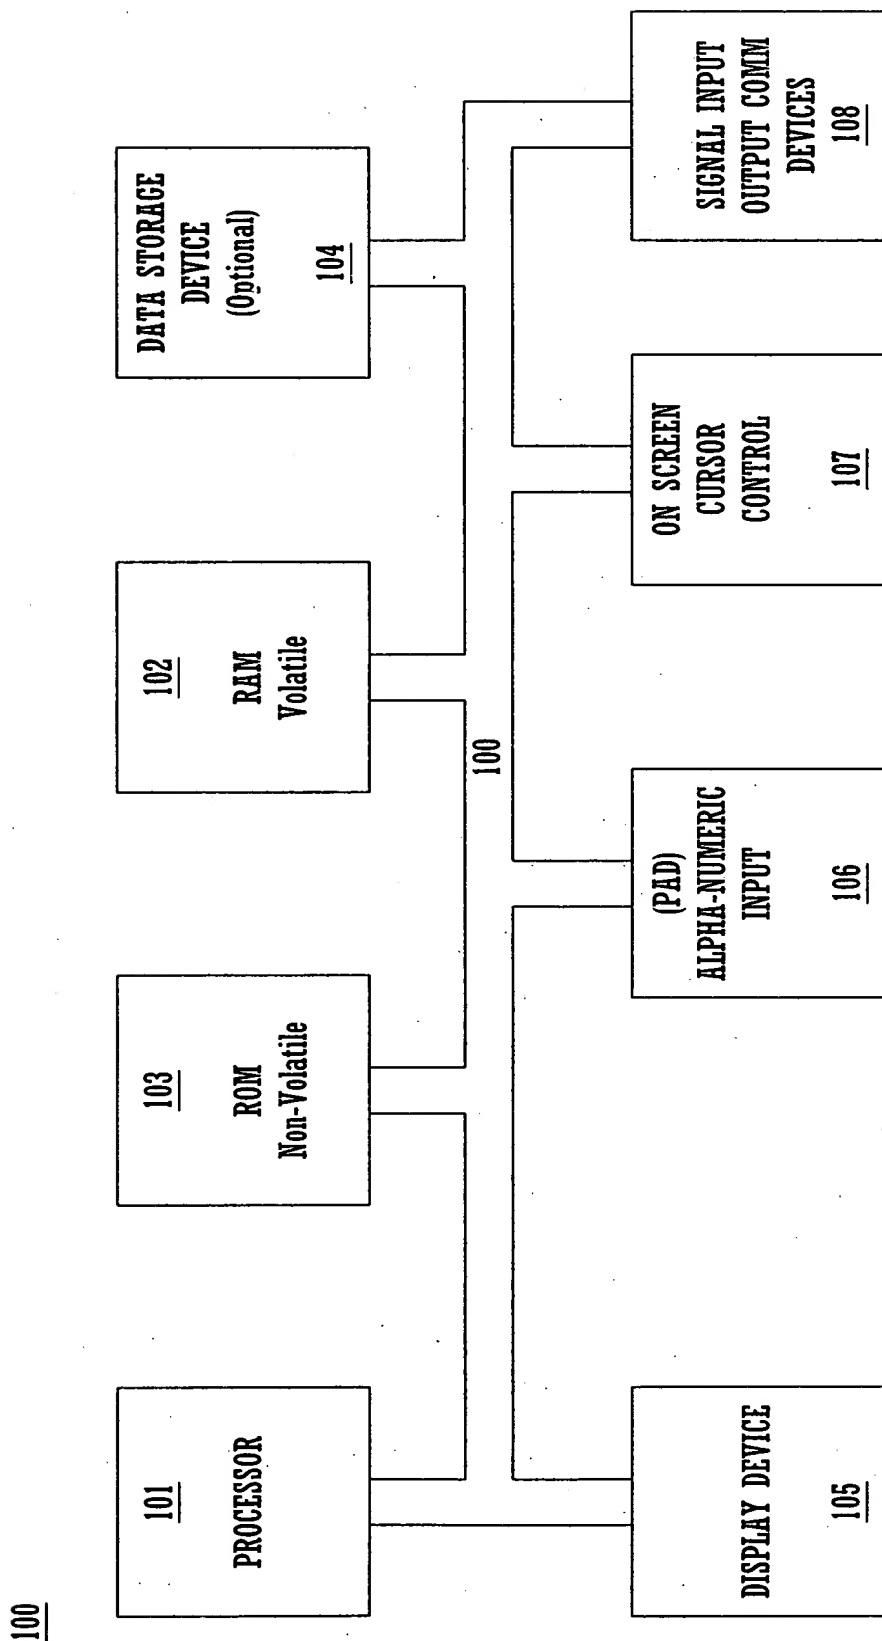 100
101
PROCESSOR
103
ROM
Non-Volatile
102
RAM
Volatile
DATA STORAGE
DEVICE
(Optional)
104
100
DISPLAY DEVICE
105
(PAD)
ALPHA-NUMERIC
INPUT
106
ON SCREEN
CURSOR
CONTROL
107
SIGNAL INPUT
OUTPUT COMM
DEVICES
108